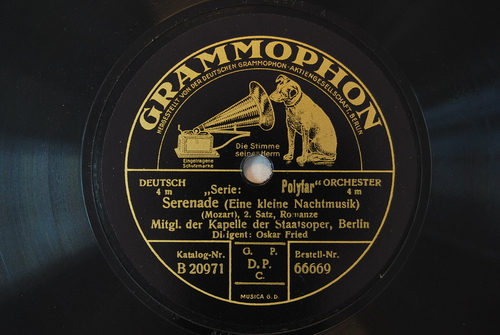 GRAMMOPHON
HERGESTELLT VON DER DEUTSCHEN GRAMMOPHON-AKTIENGESELLSCHAFT, BERLIN
Die Stimme
seines Herrn
Eingetragene
Schutzmarke
DEUTSCH „Serie: Polyfar“ ORCHESTER
4 m 4 m
Serenade (Eine kleine Nachtmusik)
(Mozart), 2. Satz, Romanze
Mitgl. der Kapelle der Staatsoper, Berlin
Dirigent: Oskar Fried
Katalog-Nr. G. P. Bestell-Nr.
B 20971 D.P. 66669
C.
MUSICA G. D.